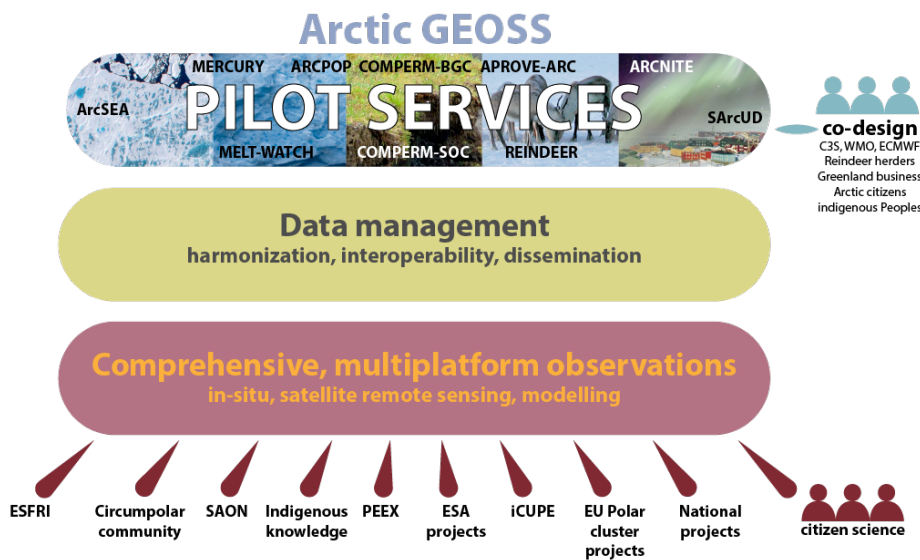 Arctic GEOSS
MERCURY ARCPOP COMPERM-BGC APROVE-ARC ARCNITE
ArcSEA PILOT SERVICES SArcUD
MELT-WATCH COMPERM-SOC REINDEER
co-design
C3S, WMO, ECMWF
Reindeer herders
Greenland business
Arctic citizens
indigenous Peoples
Data management
harmonization, interoperability, dissemination
Comprehensive, multiplatform observations
in-situ, satellite remote sensing, modelling
ESFRI
Circumpolar
community
SAON
Indigenous
knowledge
PEEX
ESA
projects
iCUPE
EU Polar
cluster
projects
National
projects
citizen science